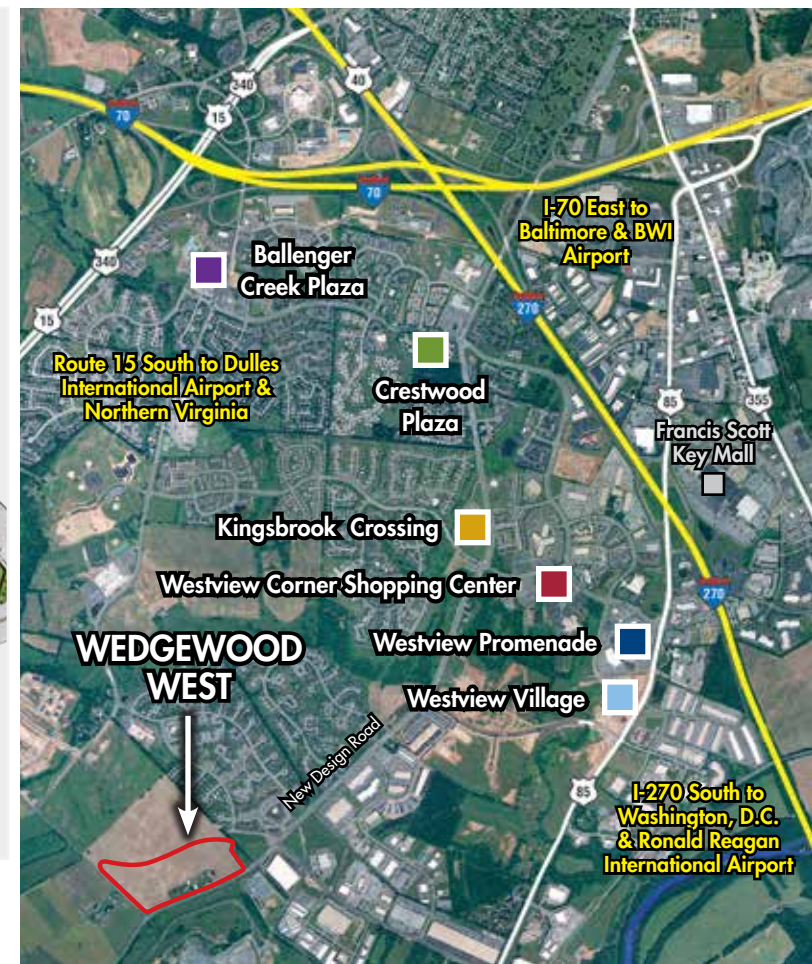 340
40
15
70
70
I-70 East to
Baltimore & BWI
Airport
Ballenger
Creek Plaza
340
270
15
Route 15 South to Dulles
International Airport &
Northern Virginia
Crestwood
Plaza
85
355
Francis Scott
Key Mall
Kingsbrook Crossing
Westview Corner Shopping Center
270
WEDGEWOOD
WEST
Westview Promenade
Westview Village
New Design Road
85
I-270 South to
Washington, D.C.
& Ronald Reagan
International Airport